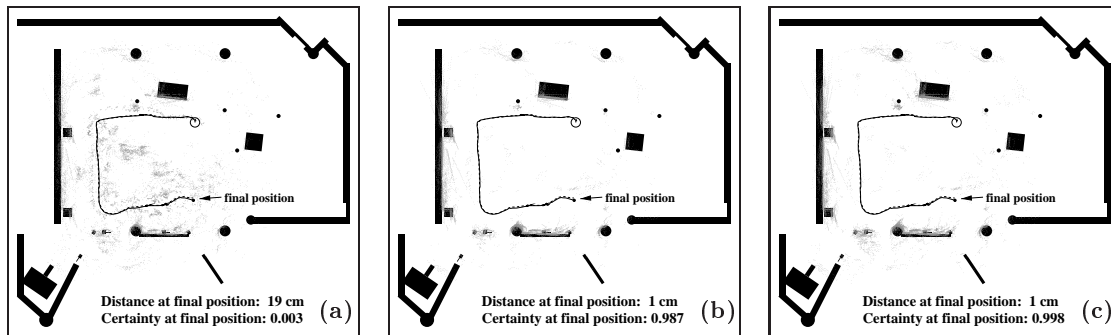 final position
Distance at final position: 19 cm
Certainty at final position: 0.003
(a)
final position
Distance at final position: 1 cm
Certainty at final position: 0.987
(b)
final position
Distance at final position: 1 cm
Certainty at final position: 0.998
(c)